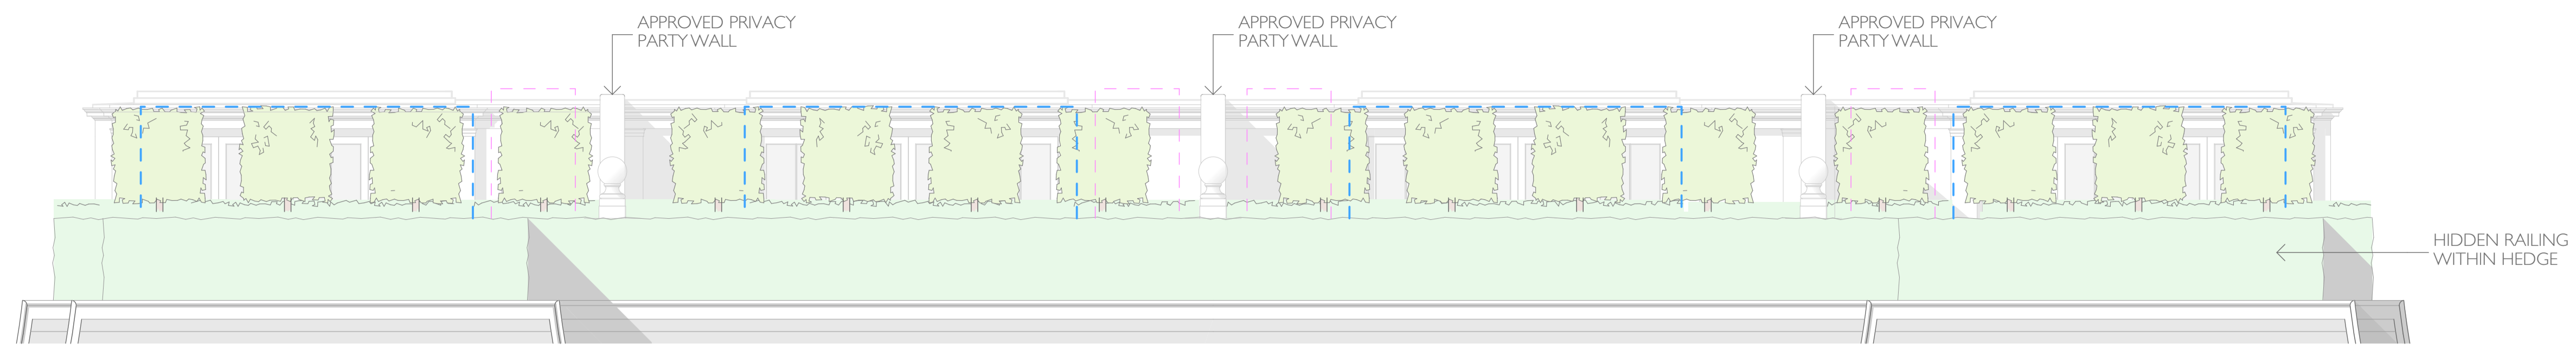 APPROVED PRIVACY
PARTY WALL
APPROVED PRIVACY
PARTY WALL
APPROVED PRIVACY
PARTY WALL
HIDDEN RAILING
WITHIN HEDGE